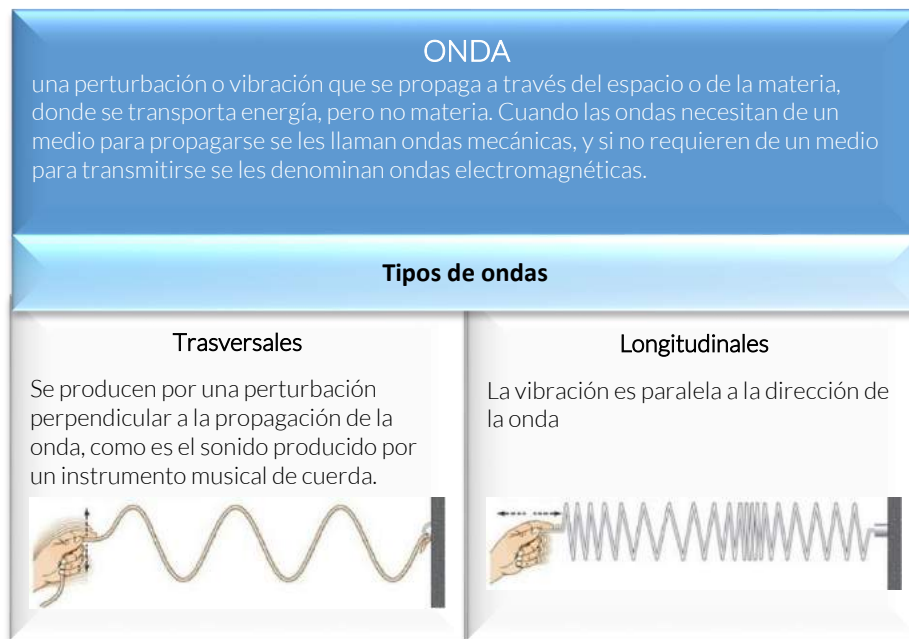 ONDA
una perturbación o vibración que se propaga a través del espacio o de la materia,
donde se transporta energía, pero no materia. Cuando las ondas necesitan de un
medio para propagarse se les llaman ondas mecánicas, y si no requieren de un medio
para transmitirse se les denominan ondas electromagnéticas.
Tipos de ondas
Trasversales
Se producen por una perturbación
perpendicular a la propagación de la
onda, como es el sonido producido por
un instrumento musical de cuerda.
Longitudinales
La vibración es paralela a la dirección de
la onda